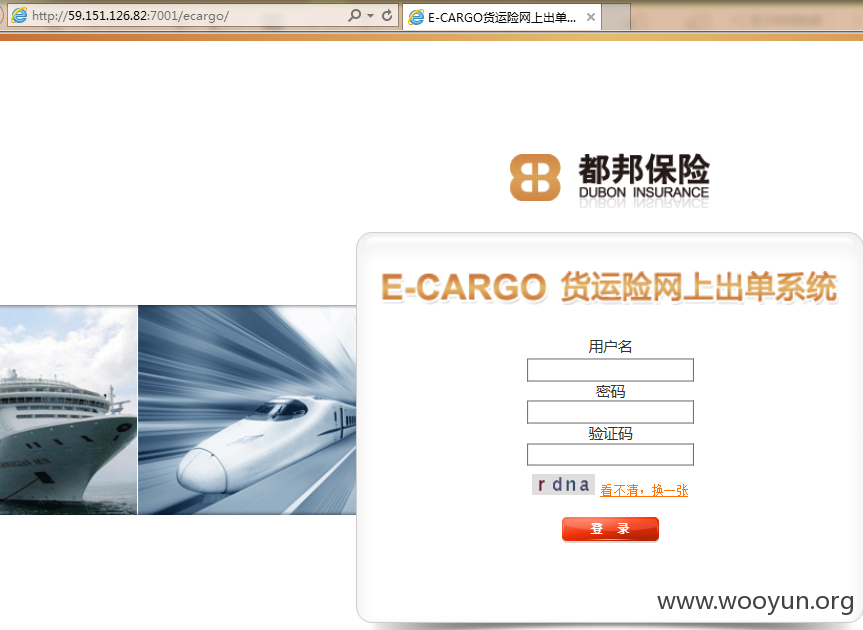 http://59.151.126.82:7001/ecargo/
E-CARGO货运险网上出单...
都邦保险
DUBON INSURANCE
E-CARGO 货运险网上出单系统
用户名
密码
验证码
rdna
看不清，换一张
登 录
www.wooyun.org